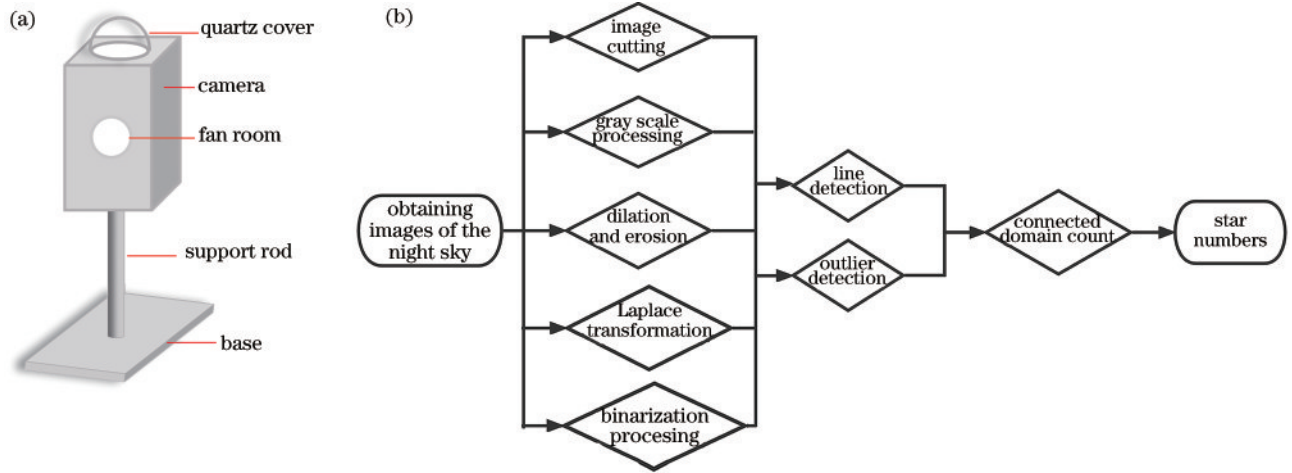 (a)
quartz cover
camera
fan room
support rod
base
(b)
obtaining
images of the
night sky
image
cutting
gray scale
processing
dilation
and erosion
Laplace
transformation
binarization
procesing
line
detection
outlier
detection
connected
domain count
star
numbers